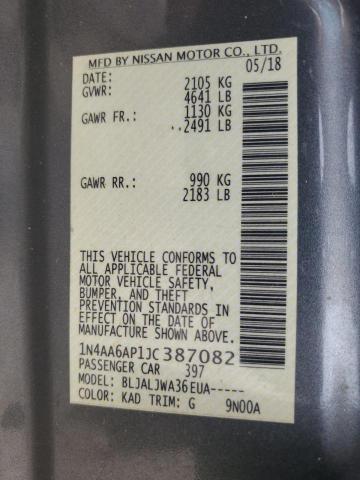 MFD BY NISSAN MOTOR CO., LTD.
DATE: 05/18
GVWR: 2105 KG
4641 LB
GAWR FR.: 1130 KG
..2491 LB
GAWR RR.: 990 KG
2183 LB
THIS VEHICLE CONFORMS TO
ALL APPLICABLE FEDERAL
MOTOR VEHICLE SAFETY,
BUMPER, AND THEFT
PREVENTION STANDARDS IN
EFFECT ON THE DATE OF
MANUFACTURE SHOWN ABOVE.
1N4AA6AP1JC387082
PASSENGER CAR 397
MODEL: BLJALJWA36EUA-----
COLOR: KAD TRIM: G 9N00A